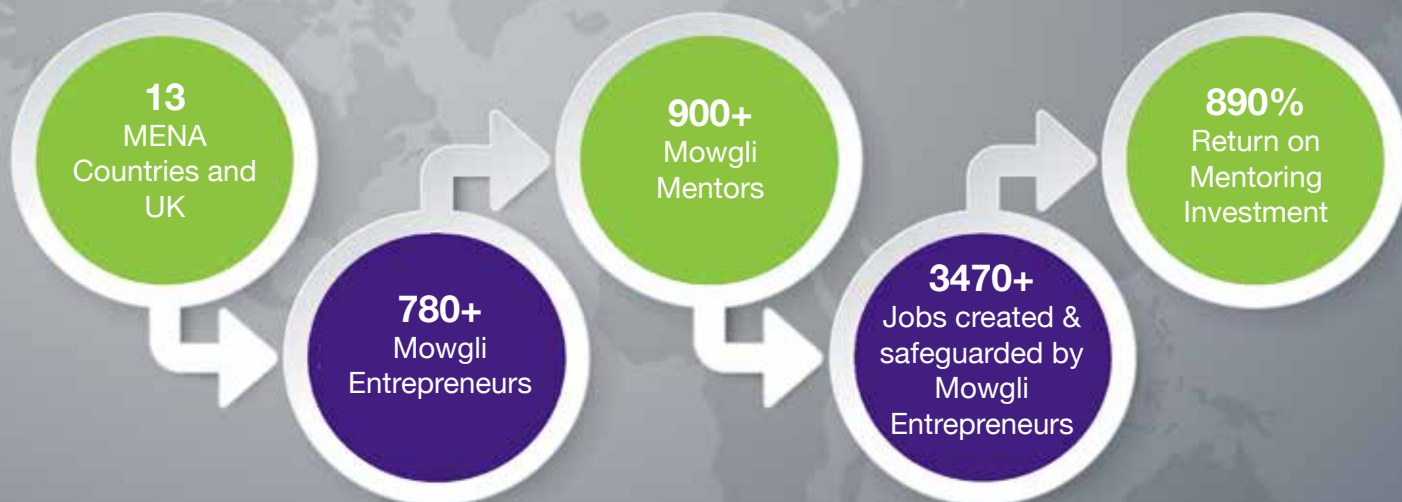 13
MENA
Countries and
UK
780+
Mowgli
Entrepreneurs
900+
Mowgli
Mentors
3470+
Jobs created &
safeguarded by
Mowgli
Entrepreneurs
890%
Return on
Mentoring
Investment